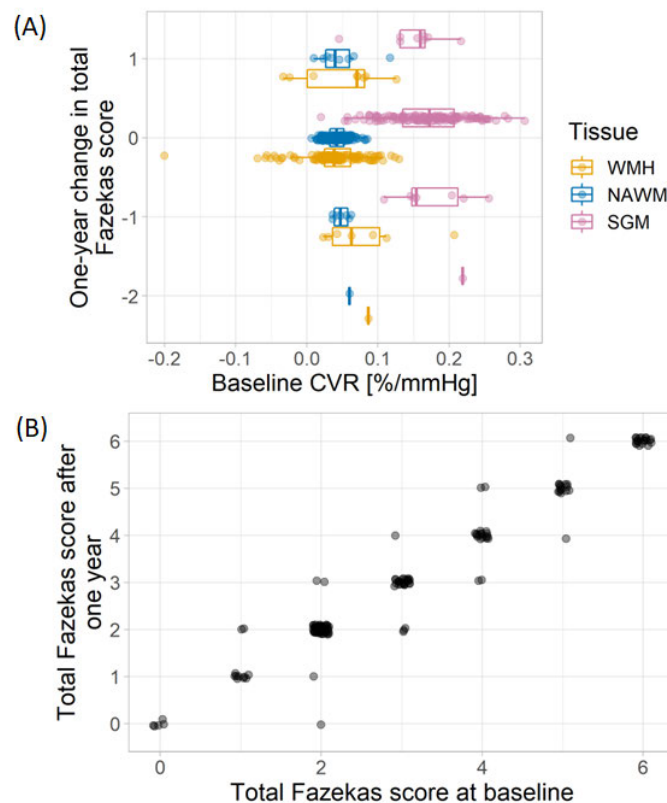 (A)
One-year change in total
Fazekas score
1
0
-1
-2
-0.2
-0.1
0.0
0.1
0.2
0.3
Baseline CVR [%/mmHg]
Tissue
WMH
NAWM
SGM
(B)
Total Fazekas score after
one year
6
5
4
3
2
1
0
0
2
4
6
Total Fazekas score at baseline